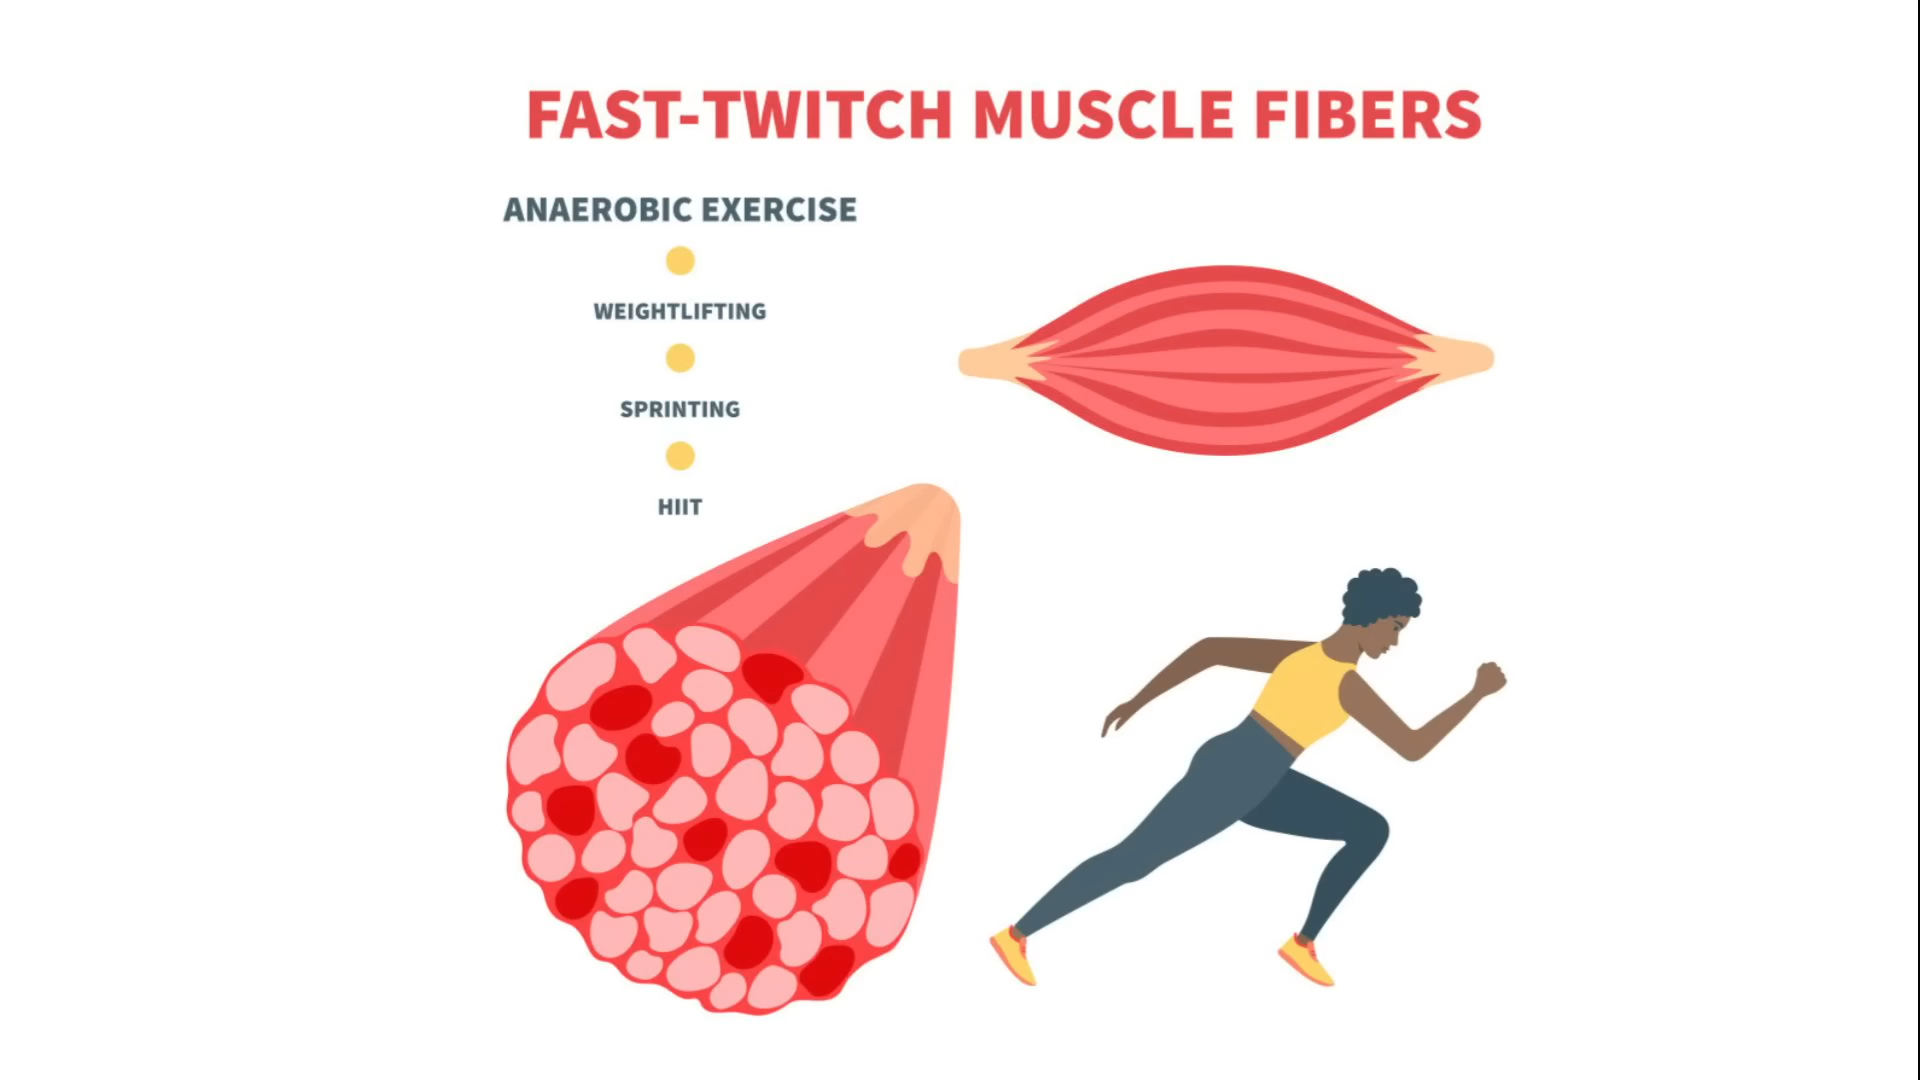 FAST-TWITCH MUSCLE FIBERS
ANAEROBIC EXERCISE
WEIGHTLIFTING
SPRINTING
HIIT